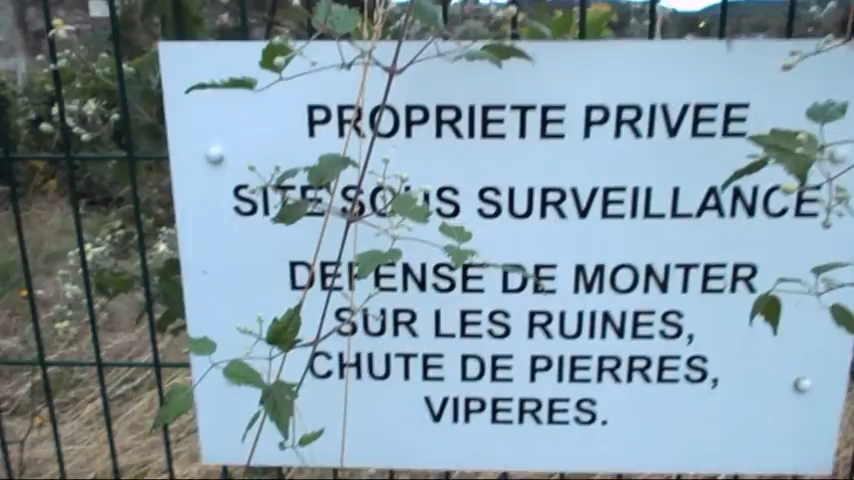 PROPRIETE PRIVEE
SITE SOUS SURVEILLANCE
DEFENSE DE MONTER
SUR LES RUINES,
CHUTE DE PIERRES,
VIPERES.